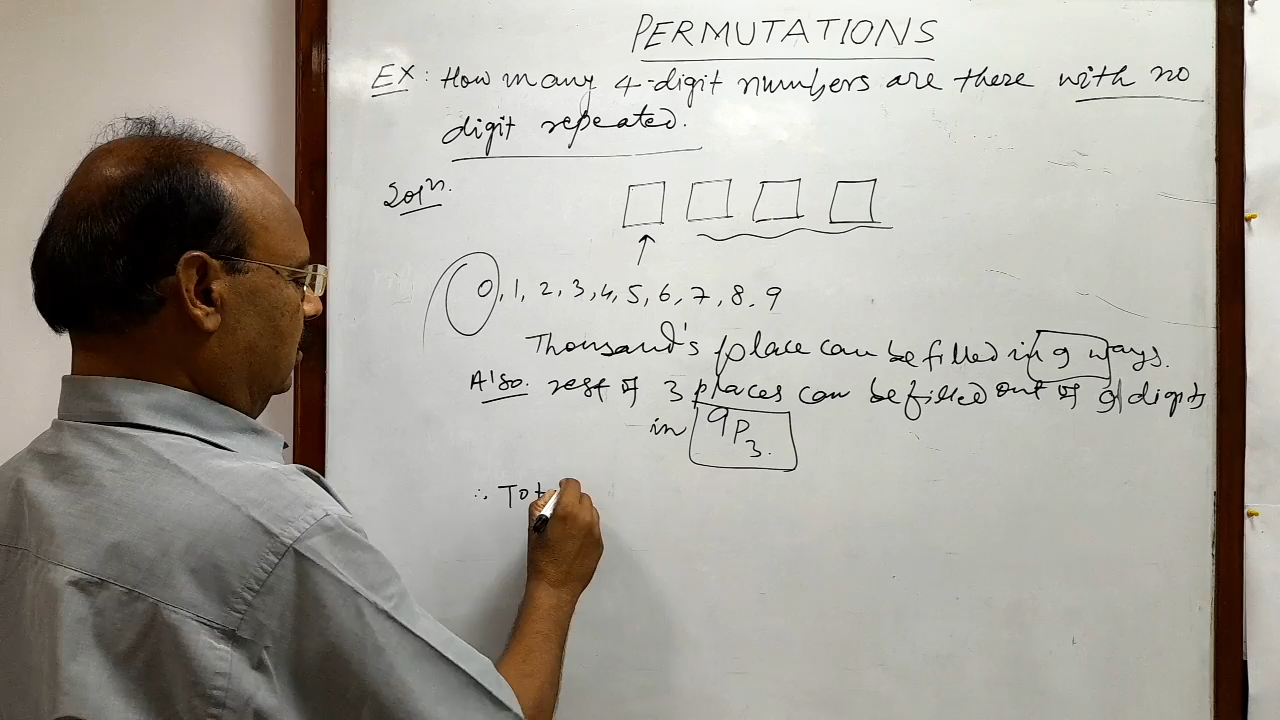 PERMUTATIONS
EX: How many 4-digit numbers are there with no
digit repeated.
Solⁿ.
0, 1, 2, 3, 4, 5, 6, 7, 8, 9
Thousand's place can be filled in 9 ways.
Also. rest of 3 places can be filled out of 9 digits
in ⁹P₃.
∴ Tot